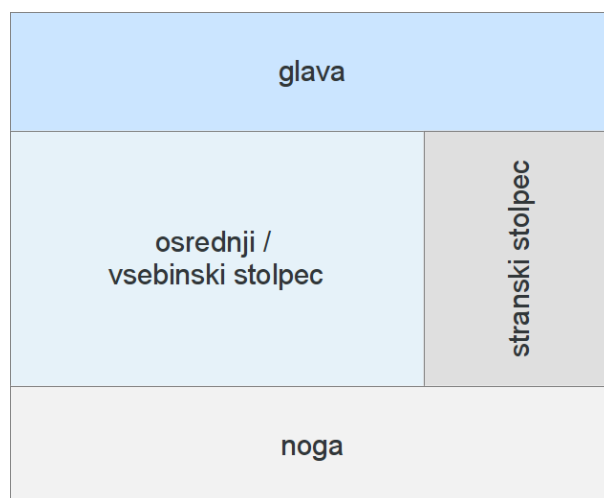 glava
osrednji /
vsebinski stolpec
stranski stolpec
noga